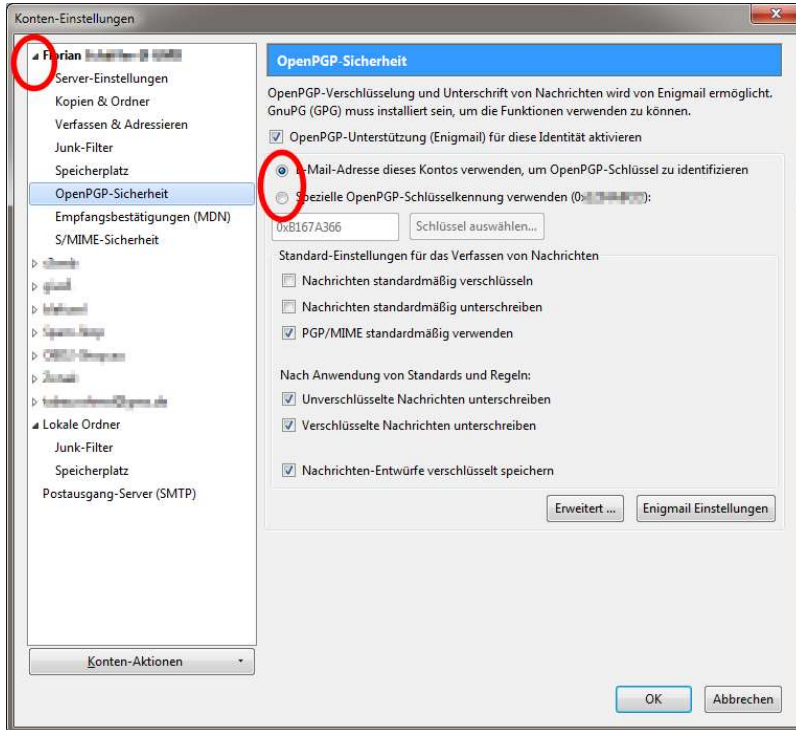 Konten-Einstellungen
Florian
Server-Einstellungen
Kopien & Ordner
Verfassen & Adressieren
Junk-Filter
Speicherplatz
OpenPGP-Sicherheit
Empfangsbestätigungen (MDN)
S/MIME-Sicherheit
Lokale Ordner
Junk-Filter
Speicherplatz
Postausgang-Server (SMTP)
Konten-Aktionen
OpenPGP-Sicherheit
OpenPGP-Verschlüsselung und Unterschrift von Nachrichten wird von Enigmail ermöglicht.
GnuPG (GPG) muss installiert sein, um die Funktionen verwenden zu können.
OpenPGP-Unterstützung (Enigmail) für diese Identität aktivieren
E-Mail-Adresse dieses Kontos verwenden, um OpenPGP-Schlüssel zu identifizieren
Spezielle OpenPGP-Schlüsselkennung verwenden (0x):
0xB167A366
Schlüssel auswählen...
Standard-Einstellungen für das Verfassen von Nachrichten
Nachrichten standardmäßig verschlüsseln
Nachrichten standardmäßig unterschreiben
PGP/MIME standardmäßig verwenden
Nach Anwendung von Standards und Regeln:
Unverschlüsselte Nachrichten unterschreiben
Verschlüsselte Nachrichten unterschreiben
Nachrichten-Entwürfe verschlüsselt speichern
Erweitert ...
Enigmail Einstellungen
OK
Abbrechen